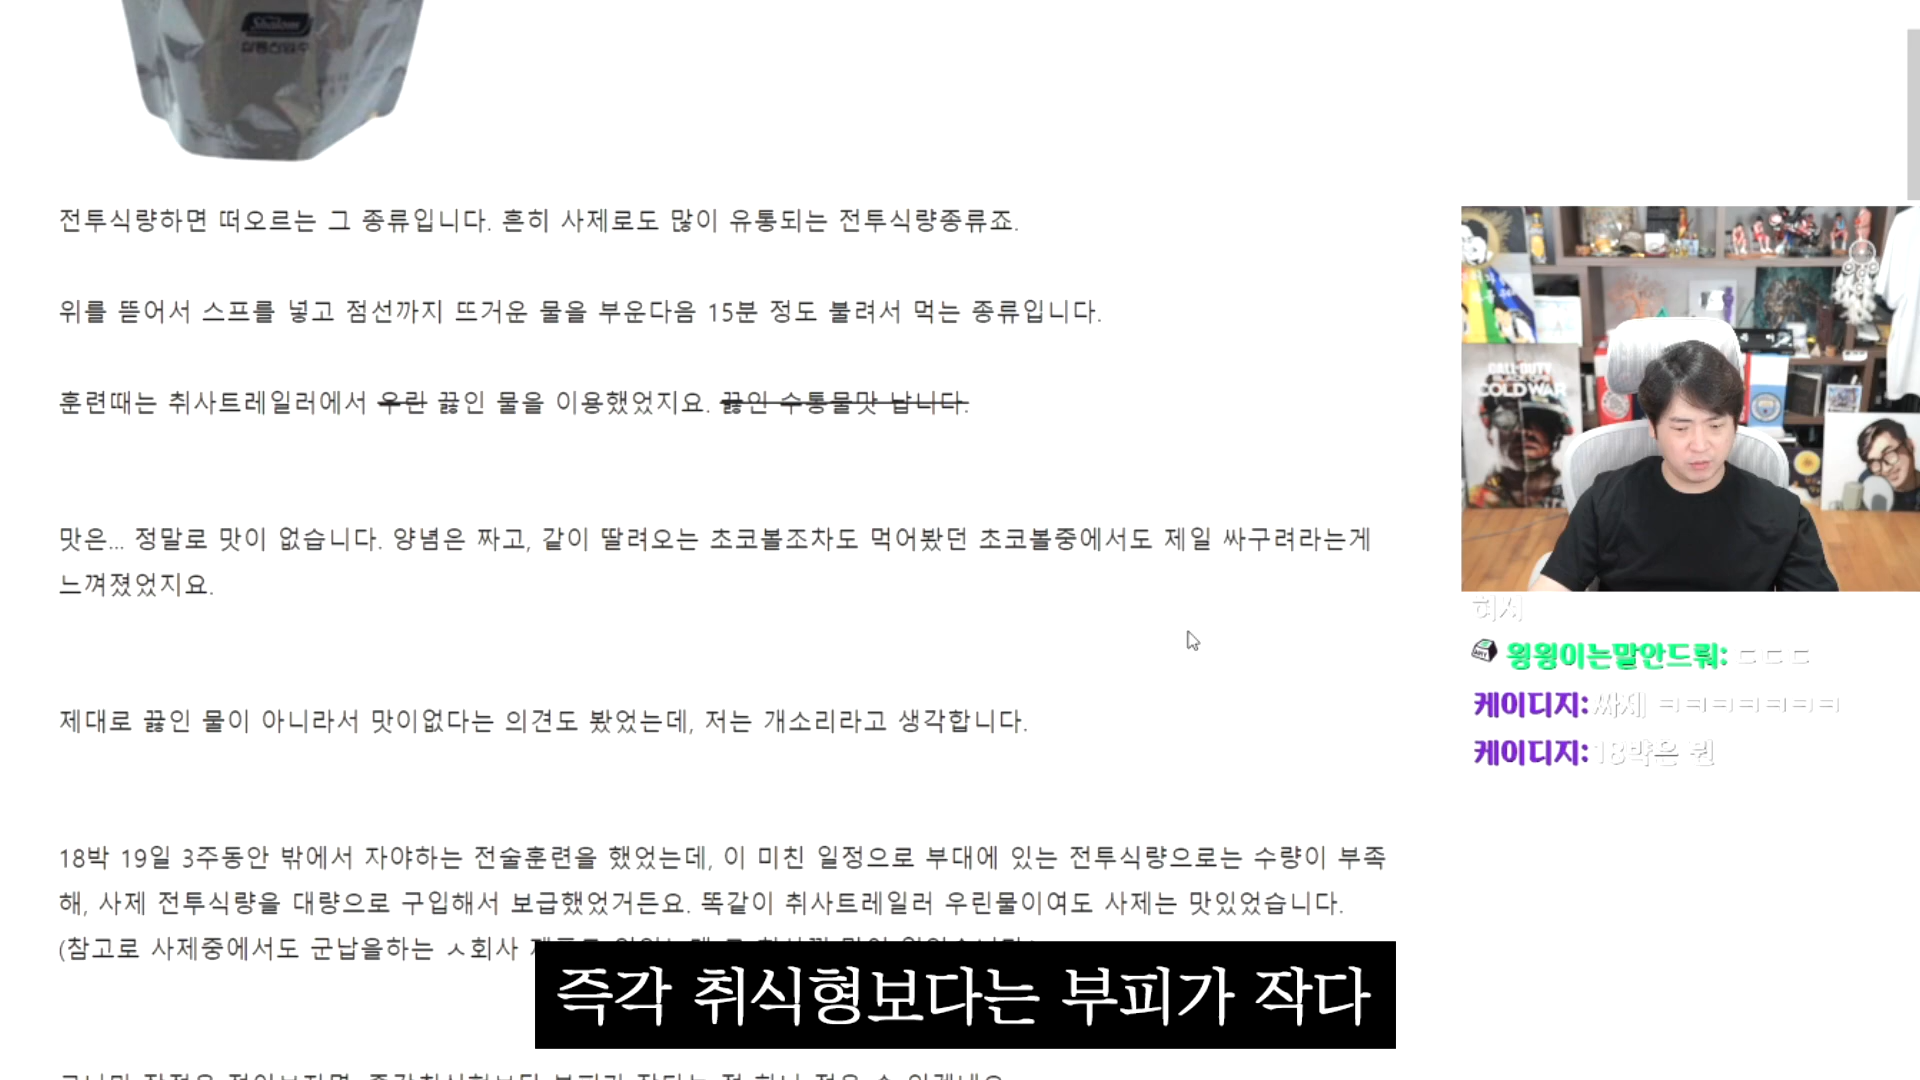 전투식량하면 떠오르는 그 종류입니다. 흔히 사제로도 많이 유통되는 전투식량종류죠.
위를 뜯어서 스프를 넣고 점선까지 뜨거운 물을 부운다음 15분 정도 불려서 먹는 종류입니다.
훈련때는 취사트레일러에서 우린 끓인 물을 이용했었지요. 끓인 수통물맛 납니다.
맛은... 정말로 맛이 없습니다. 양념은 짜고, 같이 딸려오는 초코볼조차도 먹어봤던 초코볼중에서도 제일 싸구려라는게
느껴졌었지요.
제대로 끓인 물이 아니라서 맛이없다는 의견도 봤었는데, 저는 개소리라고 생각합니다.
18박 19일 3주동안 밖에서 자야하는 전술훈련을 했었는데, 이 미친 일정으로 부대에 있는 전투식량으로는 수량이 부족
해, 사제 전투식량을 대량으로 구입해서 보급했었거든요. 똑같이 취사트레일러 우린물이여도 사제는 맛있었습니다.
(참고로 사제중에서도 군납을하는 ㅅ회사
즉각 취식형보다는 부피가 작다
CALL OF DUTY
COLD WAR
윙윙이는말안드뤄: ㄷㄷㄷ
케이디지: 싸제 ㅋㅋㅋㅋㅋㅋㅋ
케이디지: 18박은 뭔